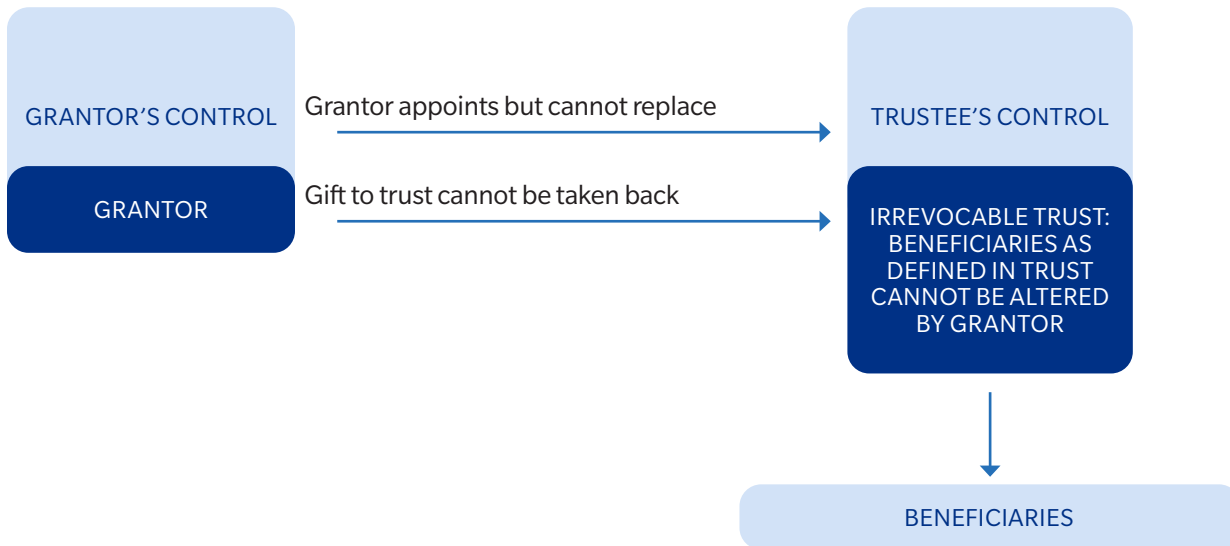 GRANTOR’S CONTROL
Grantor appoints but cannot replace
TRUSTEE’S CONTROL
GRANTOR
Gift to trust cannot be taken back
IRREVOCABLE TRUST:
BENEFICIARIES AS
DEFINED IN TRUST
CANNOT BE ALTERED
BY GRANTOR
BENEFICIARIES